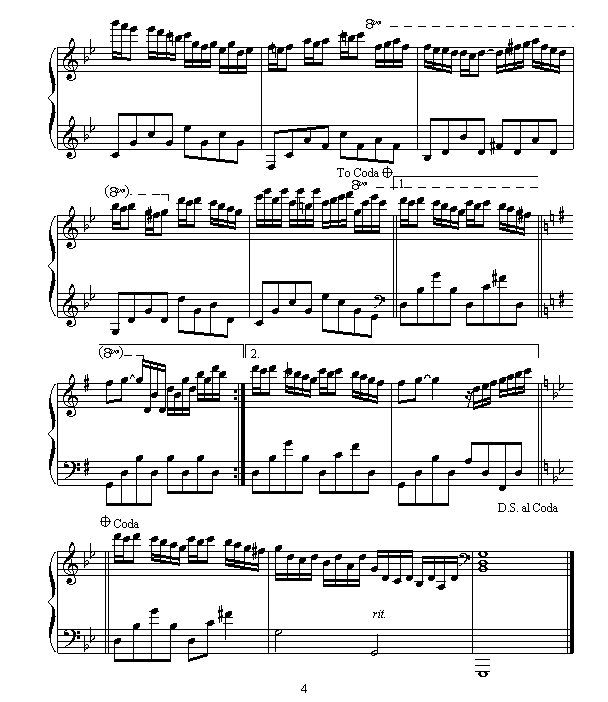 8va
To Coda
(8va) 8va 1.
(8va) 2.
D.S. al Coda
Coda
rit.
4